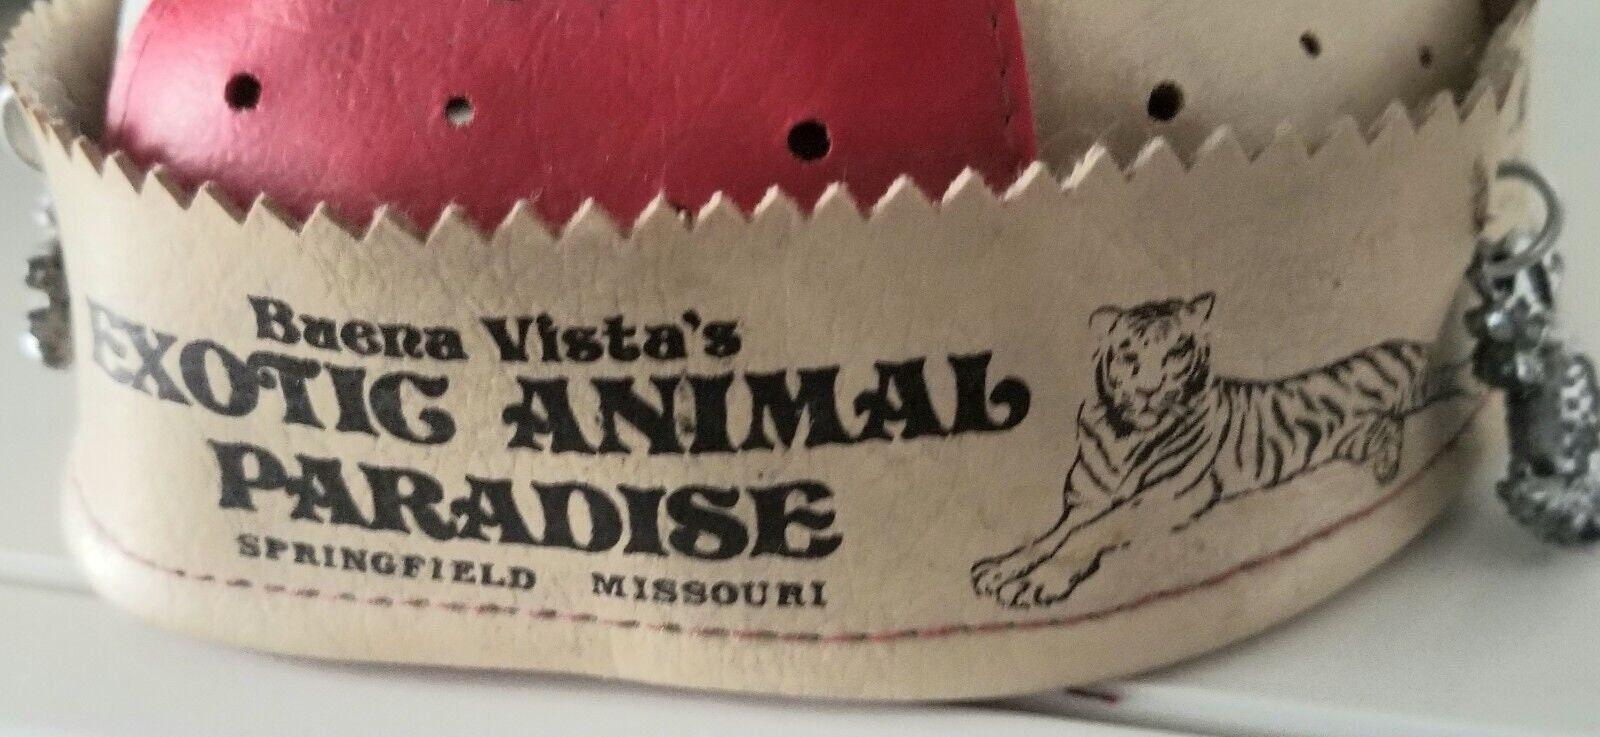 Buena Vista's
EXOTIC ANIMAL
PARADISE
SPRINGFIELD MISSOURI